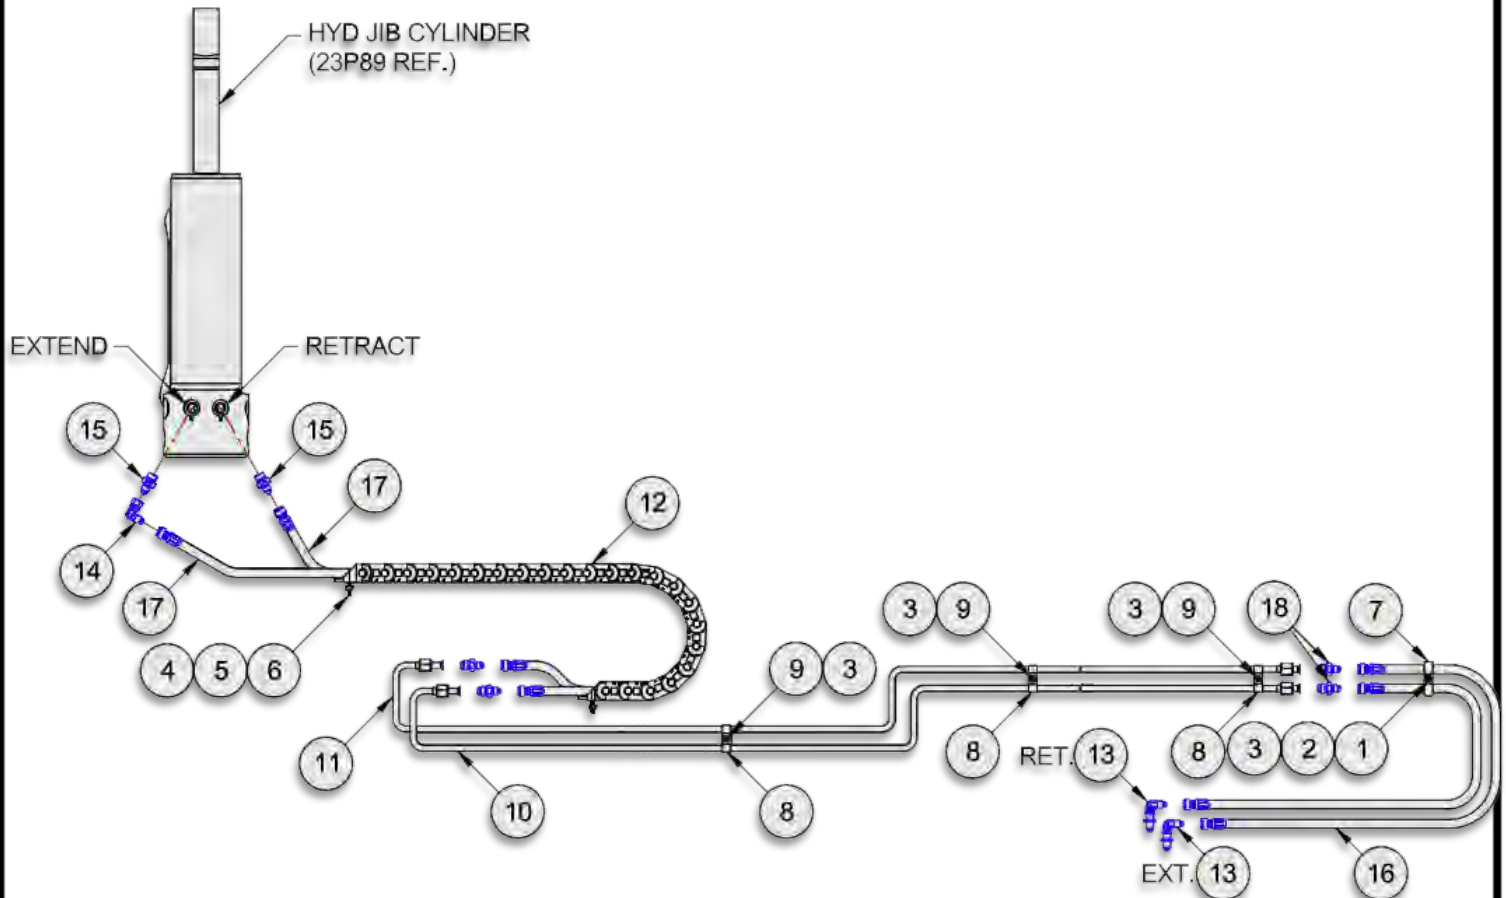 HYD JIB CYLINDER
(23P89 REF.)
EXTEND
RETRACT
15
15
17
12
14
17
3 9
3 9
18
7
4 5 6
9 3
11
8
RET. 13
8 3 2 1
10
8
EXT. 13
16